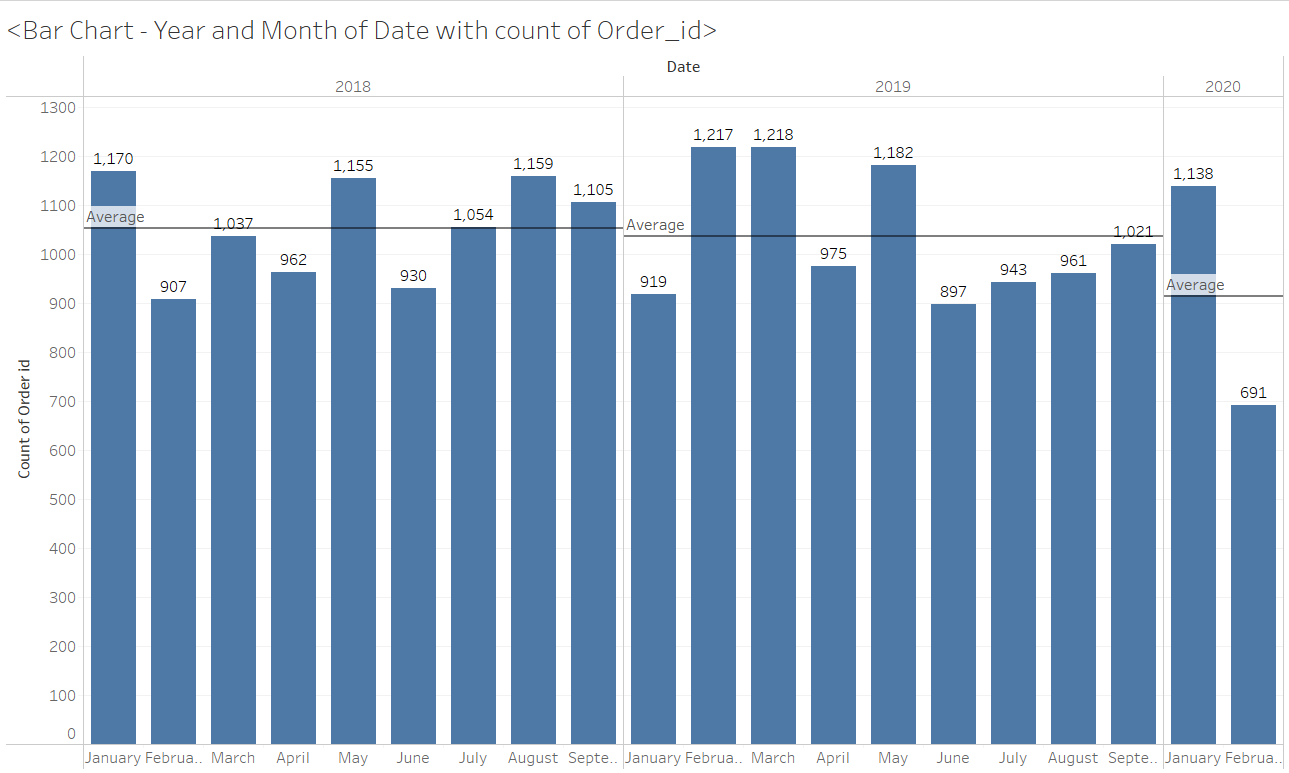 <Bar Chart - Year and Month of Date with count of Order_id>
Date
2018 2019 2020
1300
1200
1100
1000
900
800
700
600
500
400
300
200
100
0
Count of Order id
1,170 907 1,037 962 1,155 930 1,054 1,159 1,105
Average
919 1,217 1,218 975 1,182 897 943 961 1,021
Average
1,138 691
Average
January Februa.. March April May June July August Septe.. January Februa.. March April May June July August Septe.. January Februa..